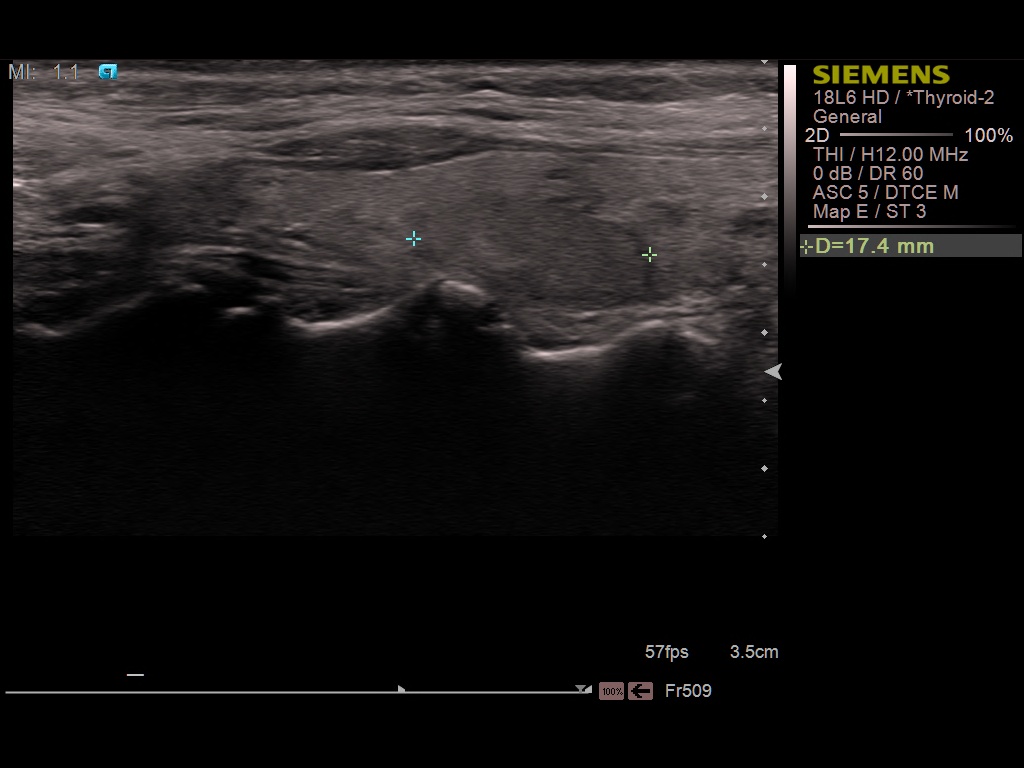 MI: 1.1
SIEMENS
18L6 HD / *Thyroid-2
General
2D 100%
THI / H12.00 MHz
0 dB / DR 60
ASC 5 / DTCE M
Map E / ST 3
D=17.4 mm
57fps 3.5cm
100% Fr509